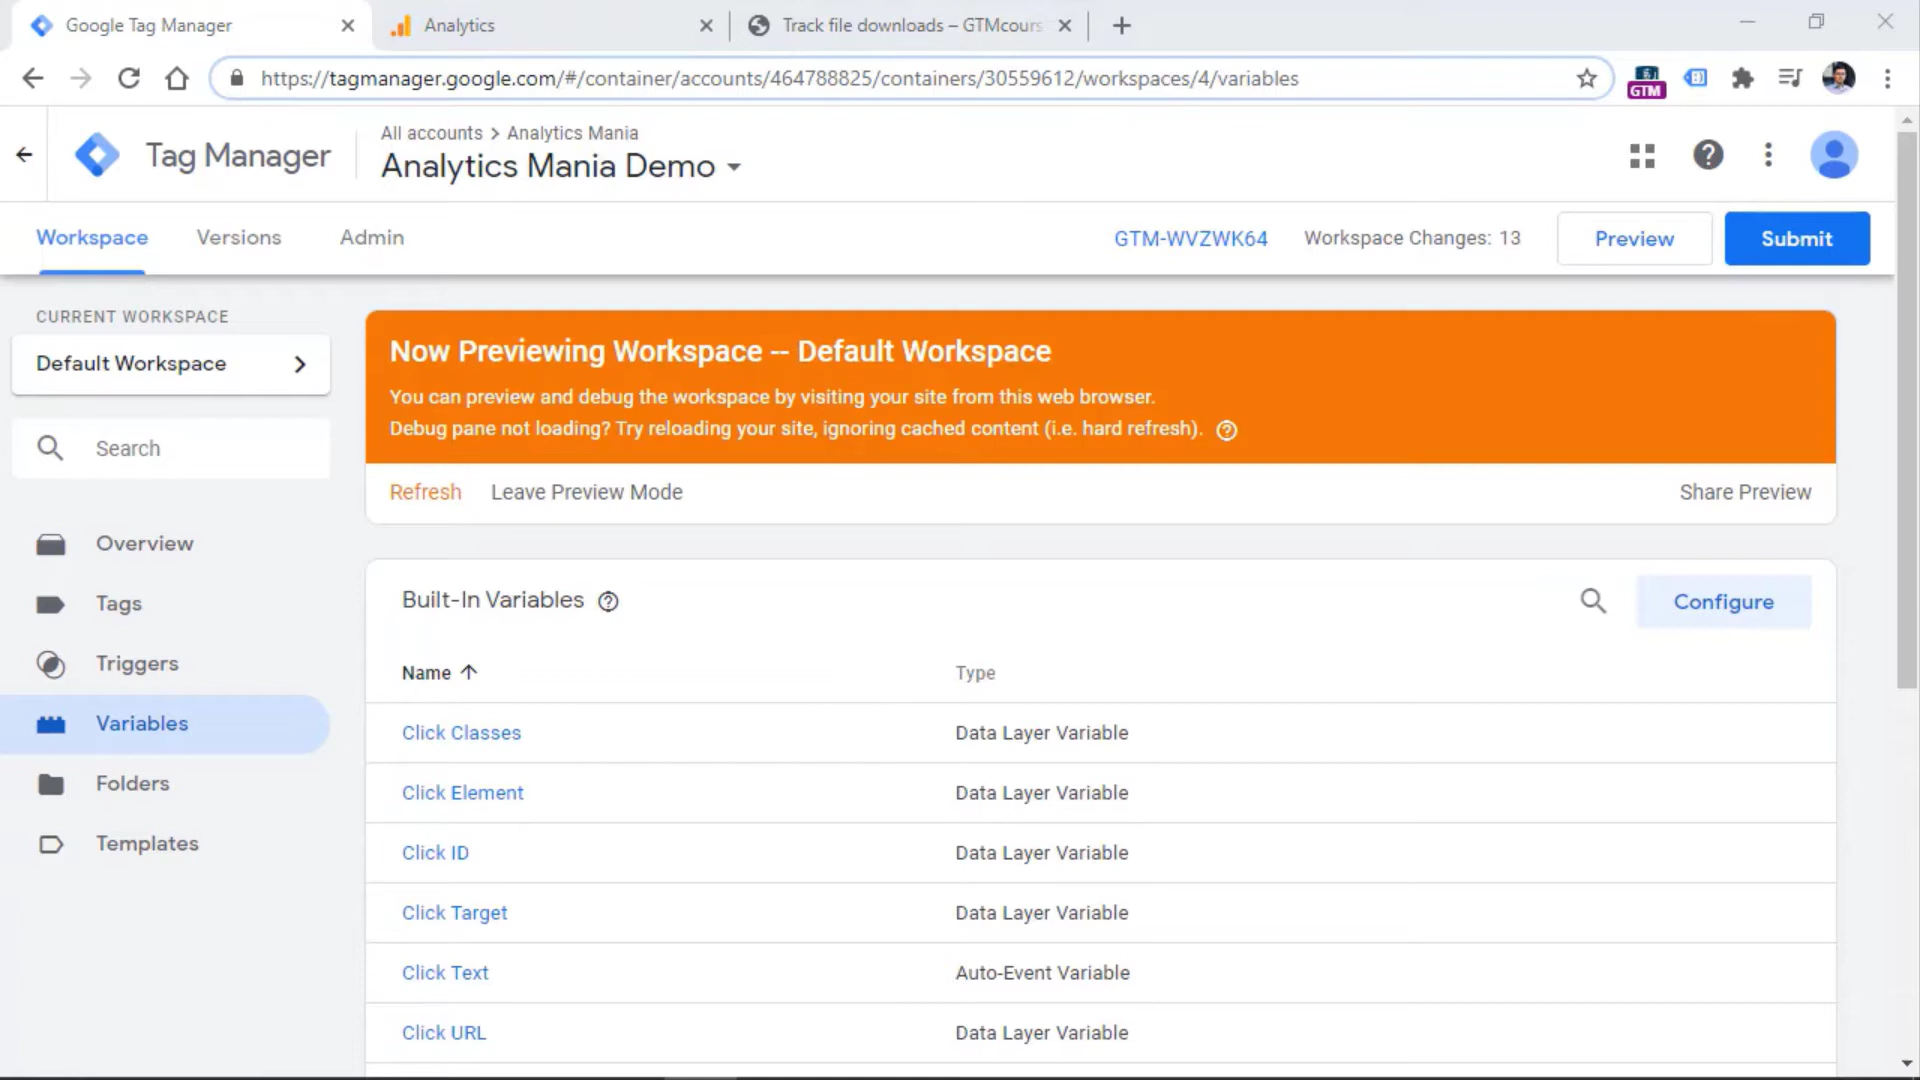 Google Tag Manager
Analytics
Track file downloads – GTMcours
https://tagmanager.google.com/#/container/accounts/464788825/containers/30559612/workspaces/4/variables
GTM
Tag Manager
All accounts > Analytics Mania
Analytics Mania Demo
Workspace
Versions
Admin
GTM-WVZWK64
Workspace Changes: 13
Preview
Submit
CURRENT WORKSPACE
Default Workspace
Search
Overview
Tags
Triggers
Variables
Folders
Templates
Now Previewing Workspace -- Default Workspace
You can preview and debug the workspace by visiting your site from this web browser.
Debug pane not loading? Try reloading your site, ignoring cached content (i.e. hard refresh).
Refresh
Leave Preview Mode
Share Preview
Built-In Variables
Configure
Name
Type
Click Classes
Data Layer Variable
Click Element
Data Layer Variable
Click ID
Data Layer Variable
Click Target
Data Layer Variable
Click Text
Auto-Event Variable
Click URL
Data Layer Variable